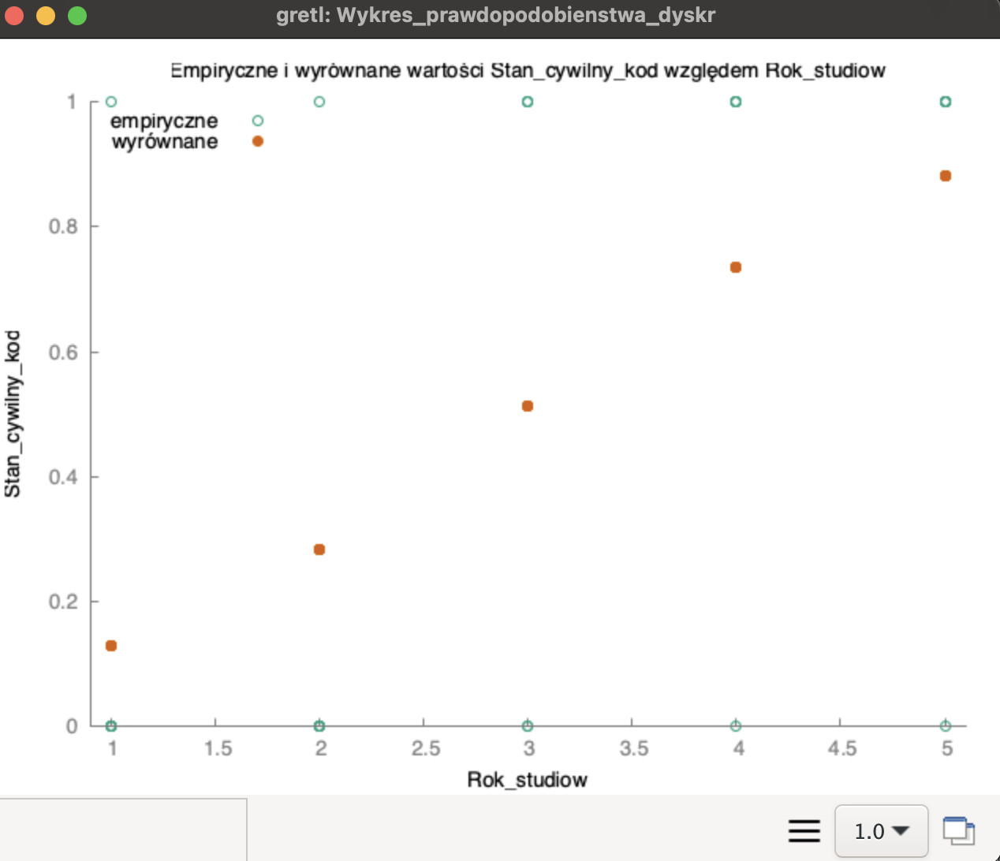 gretl: Wykres_prawdopodobienstwa_dyskr
Empiryczne i wyrównane wartości Stan_cywilny_kod względem Rok_studiow
empiryczne
wyrównane
1
0.8
0.6
0.4
0.2
0
Stan_cywilny_kod
1 1.5 2 2.5 3 3.5 4 4.5 5
Rok_studiow
1.0